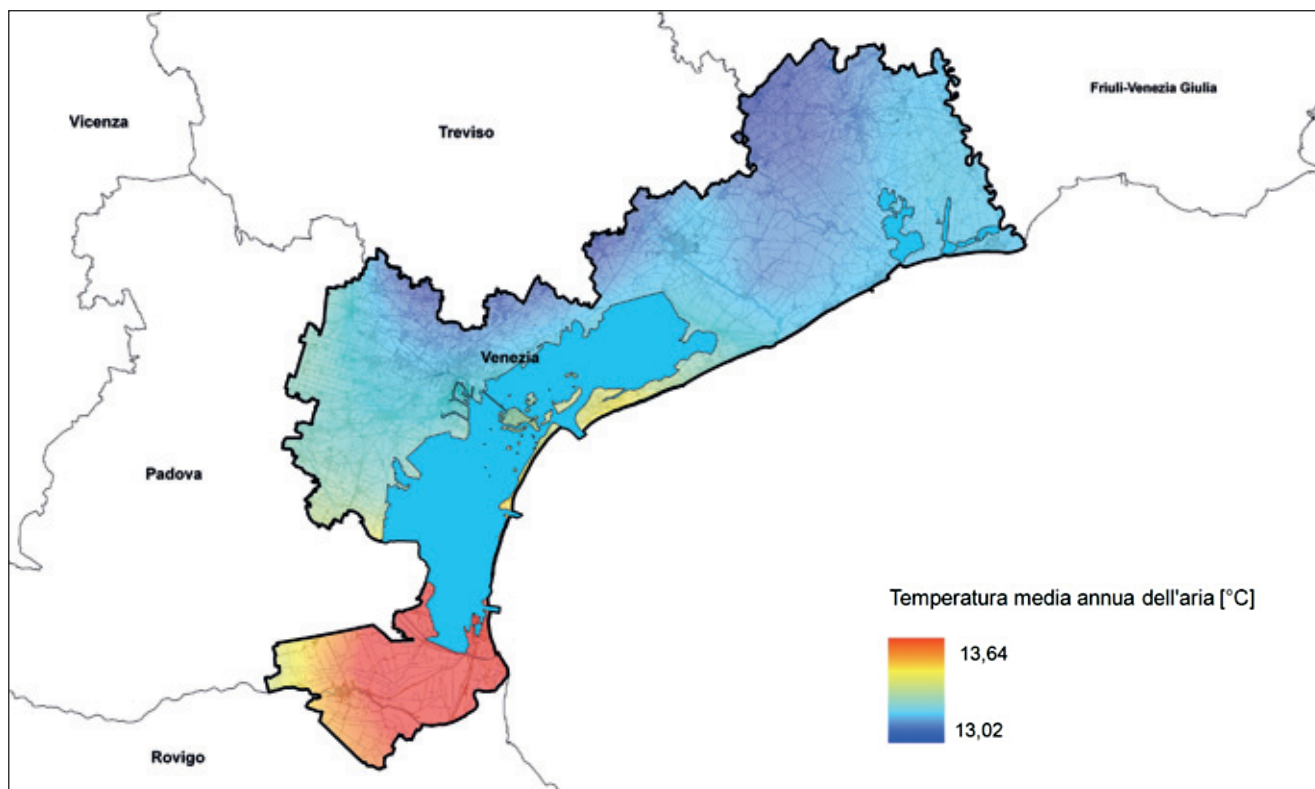 Friuli-Venezia Giulia
Vicenza
Treviso
Venezia
Padova
Temperatura media annua dell'aria [°C]
13,64
13,02
Rovigo